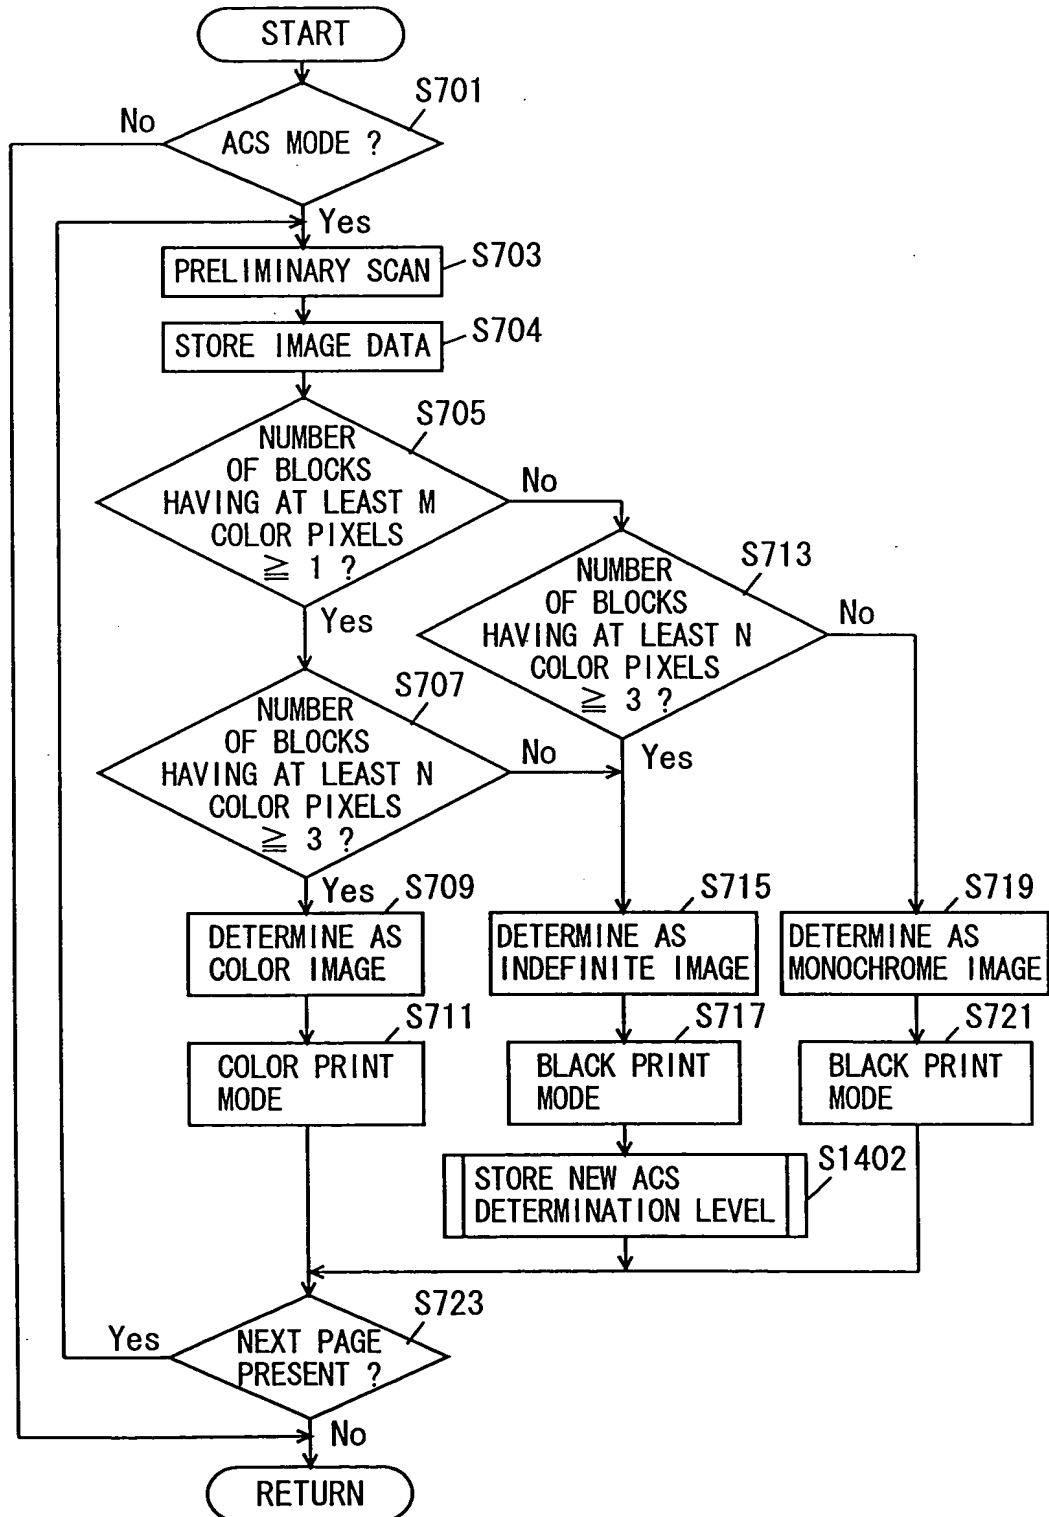 START
S701
No
ACS MODE ?
Yes
PRELIMINARY SCAN
S703
STORE IMAGE DATA
S704
S705
NUMBER
OF BLOCKS
HAVING AT LEAST M
COLOR PIXELS
≧ 1 ?
No
Yes
S713
NUMBER
OF BLOCKS
HAVING AT LEAST N
COLOR PIXELS
≧ 3 ?
No
Yes
S707
NUMBER
OF BLOCKS
HAVING AT LEAST N
COLOR PIXELS
≧ 3 ?
No
Yes
S709
DETERMINE AS
COLOR IMAGE
S715
DETERMINE AS
INDEFINITE IMAGE
S719
DETERMINE AS
MONOCHROME IMAGE
S711
COLOR PRINT
MODE
S717
BLACK PRINT
MODE
S721
BLACK PRINT
MODE
S1402
STORE NEW ACS
DETERMINATION LEVEL
S723
Yes
NEXT PAGE
PRESENT ?
No
RETURN